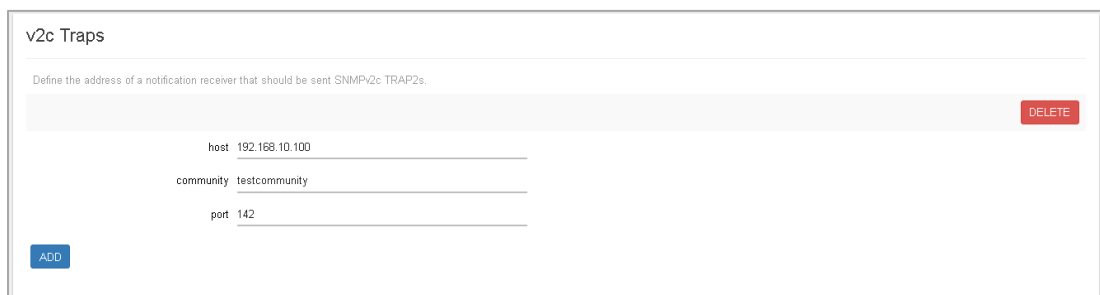 v2c Traps
Define the address of a notification receiver that should be sent SNMPv2c TRAP2s.
DELETE
host 192.168.10.100
community testcommunity
port 142
ADD